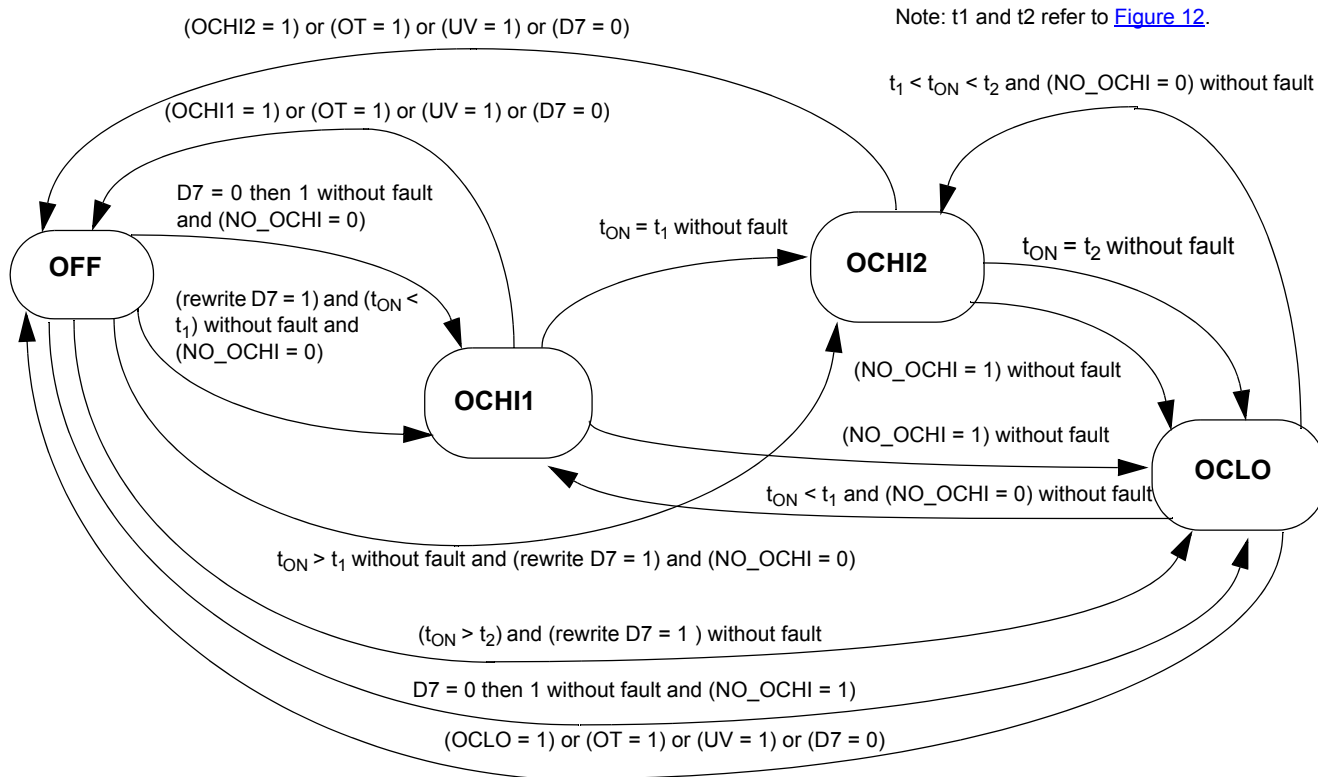 Note: t1 and t2 refer to Figure 12.
(OCHI2 = 1) or (OT = 1) or (UV = 1) or (D7 = 0)
t1 < tON < t2 and (NO_OCHI = 0) without fault
(OCHI1 = 1) or (OT = 1) or (UV = 1) or (D7 = 0)
D7 = 0 then 1 without fault
and (NO_OCHI = 0)
tON = t1 without fault
OFF
OCHI2
tON = t2 without fault
(rewrite D7 = 1) and (tON <
t1) without fault and
(NO_OCHI = 0)
(NO_OCHI = 1) without fault
OCHI1
(NO_OCHI = 1) without fault
OCLO
tON < t1 and (NO_OCHI = 0) without fault
tON > t1 without fault and (rewrite D7 = 1) and (NO_OCHI = 0)
(tON > t2) and (rewrite D7 = 1 ) without fault
D7 = 0 then 1 without fault and (NO_OCHI = 1)
(OCLO = 1) or (OT = 1) or (UV = 1) or (D7 = 0)